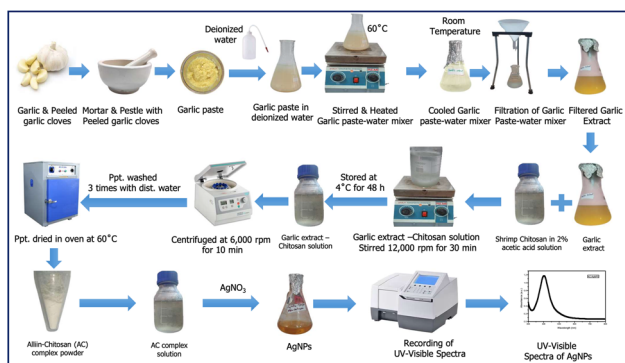 Deionized
water
60°C
Room
Temperature
Garlic & Peeled
garlic cloves
Mortar & Pestle with
Peeled garlic cloves
Garlic paste
Garlic paste in
deionized water
Stirred & Heated
Garlic paste-water mixer
Cooled Garlic
paste-water mixer
Filtration of Garlic
Paste-water mixer
Filtered Garlic
Extract
Ppt. washed
3 times with dist. water
Stored at
4°C for 48 h
Ppt. dried in oven at 60°C
Centrifuged at 6,000 rpm
for 10 min
Garlic extract –
Chitosan solution
Garlic extract –Chitosan solution
Stirred 12,000 rpm for 30 min
Shrimp Chitosan in 2%
acetic acid solution
Garlic
extract
AgNO3
Alliin-Chitosan (AC)
complex powder
AC complex
solution
AgNPs
Recording of
UV-Visible Spectra
UV-Visible
Spectra of AgNPs